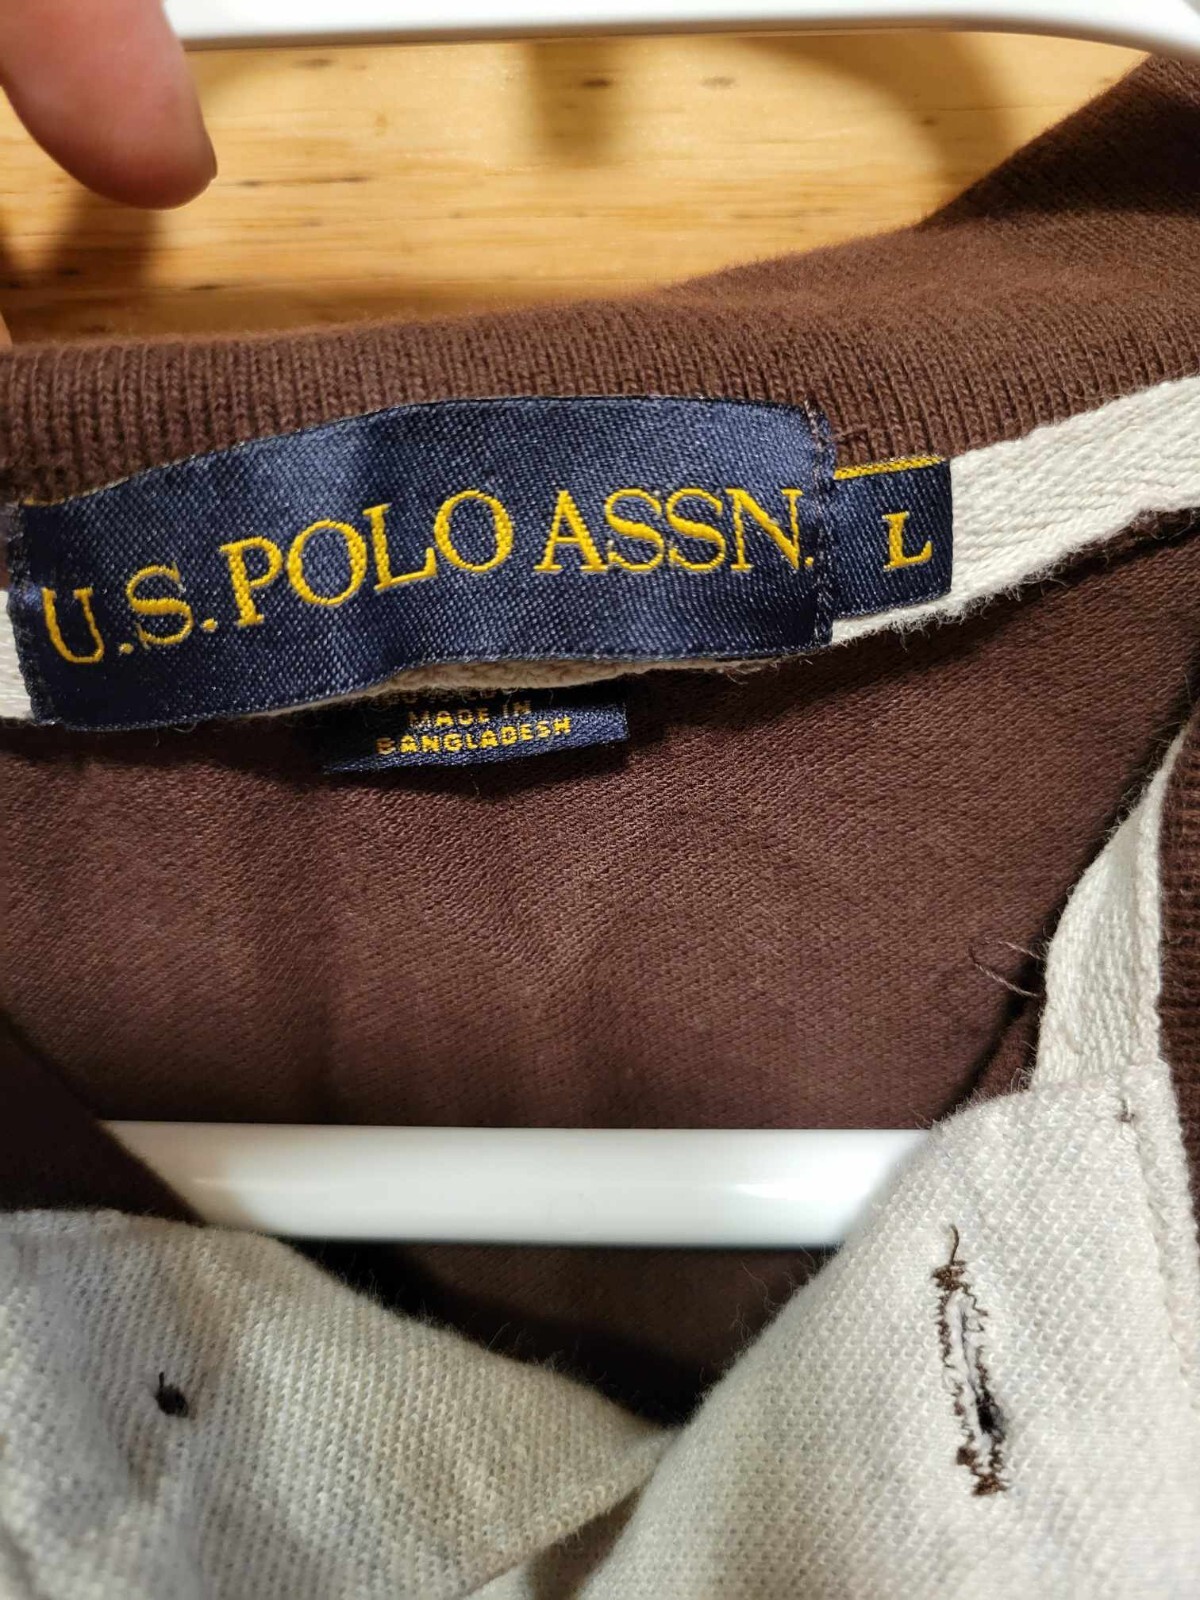 U.S. POLO ASSN.
L
MADE IN
BANGLADESH